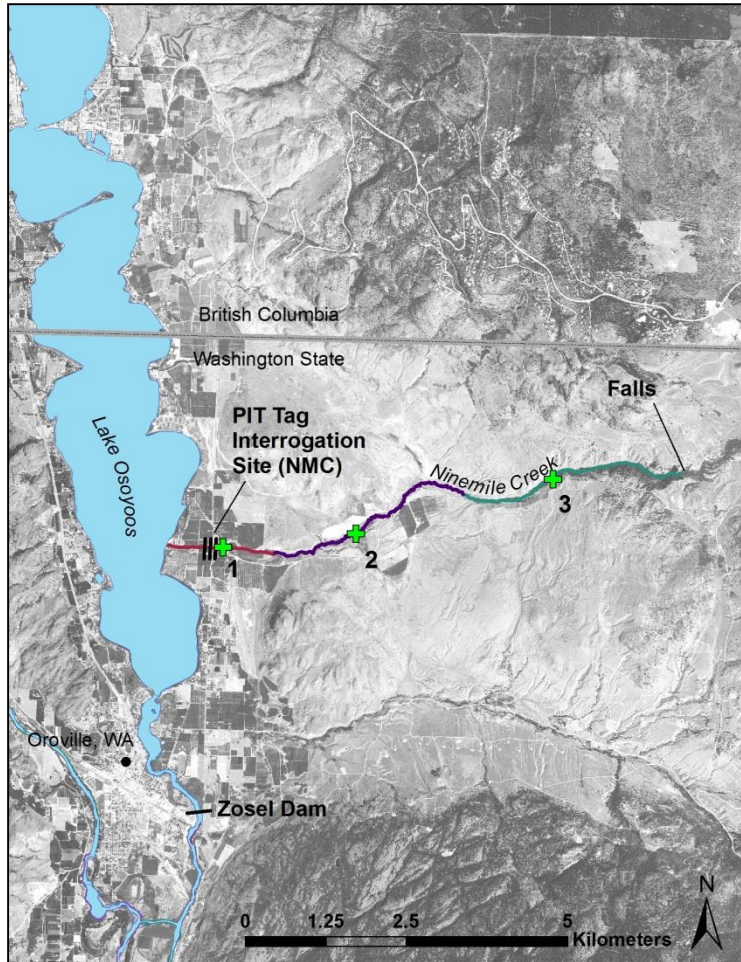 British Columbia
Washington State
Falls
PIT Tag
Interrogation
Site (NMC)
Lake Osoyoos
Ninemile Creek
3
2
1
Oroville, WA
Zosel Dam
N
0 1.25 2.5 5
Kilometers